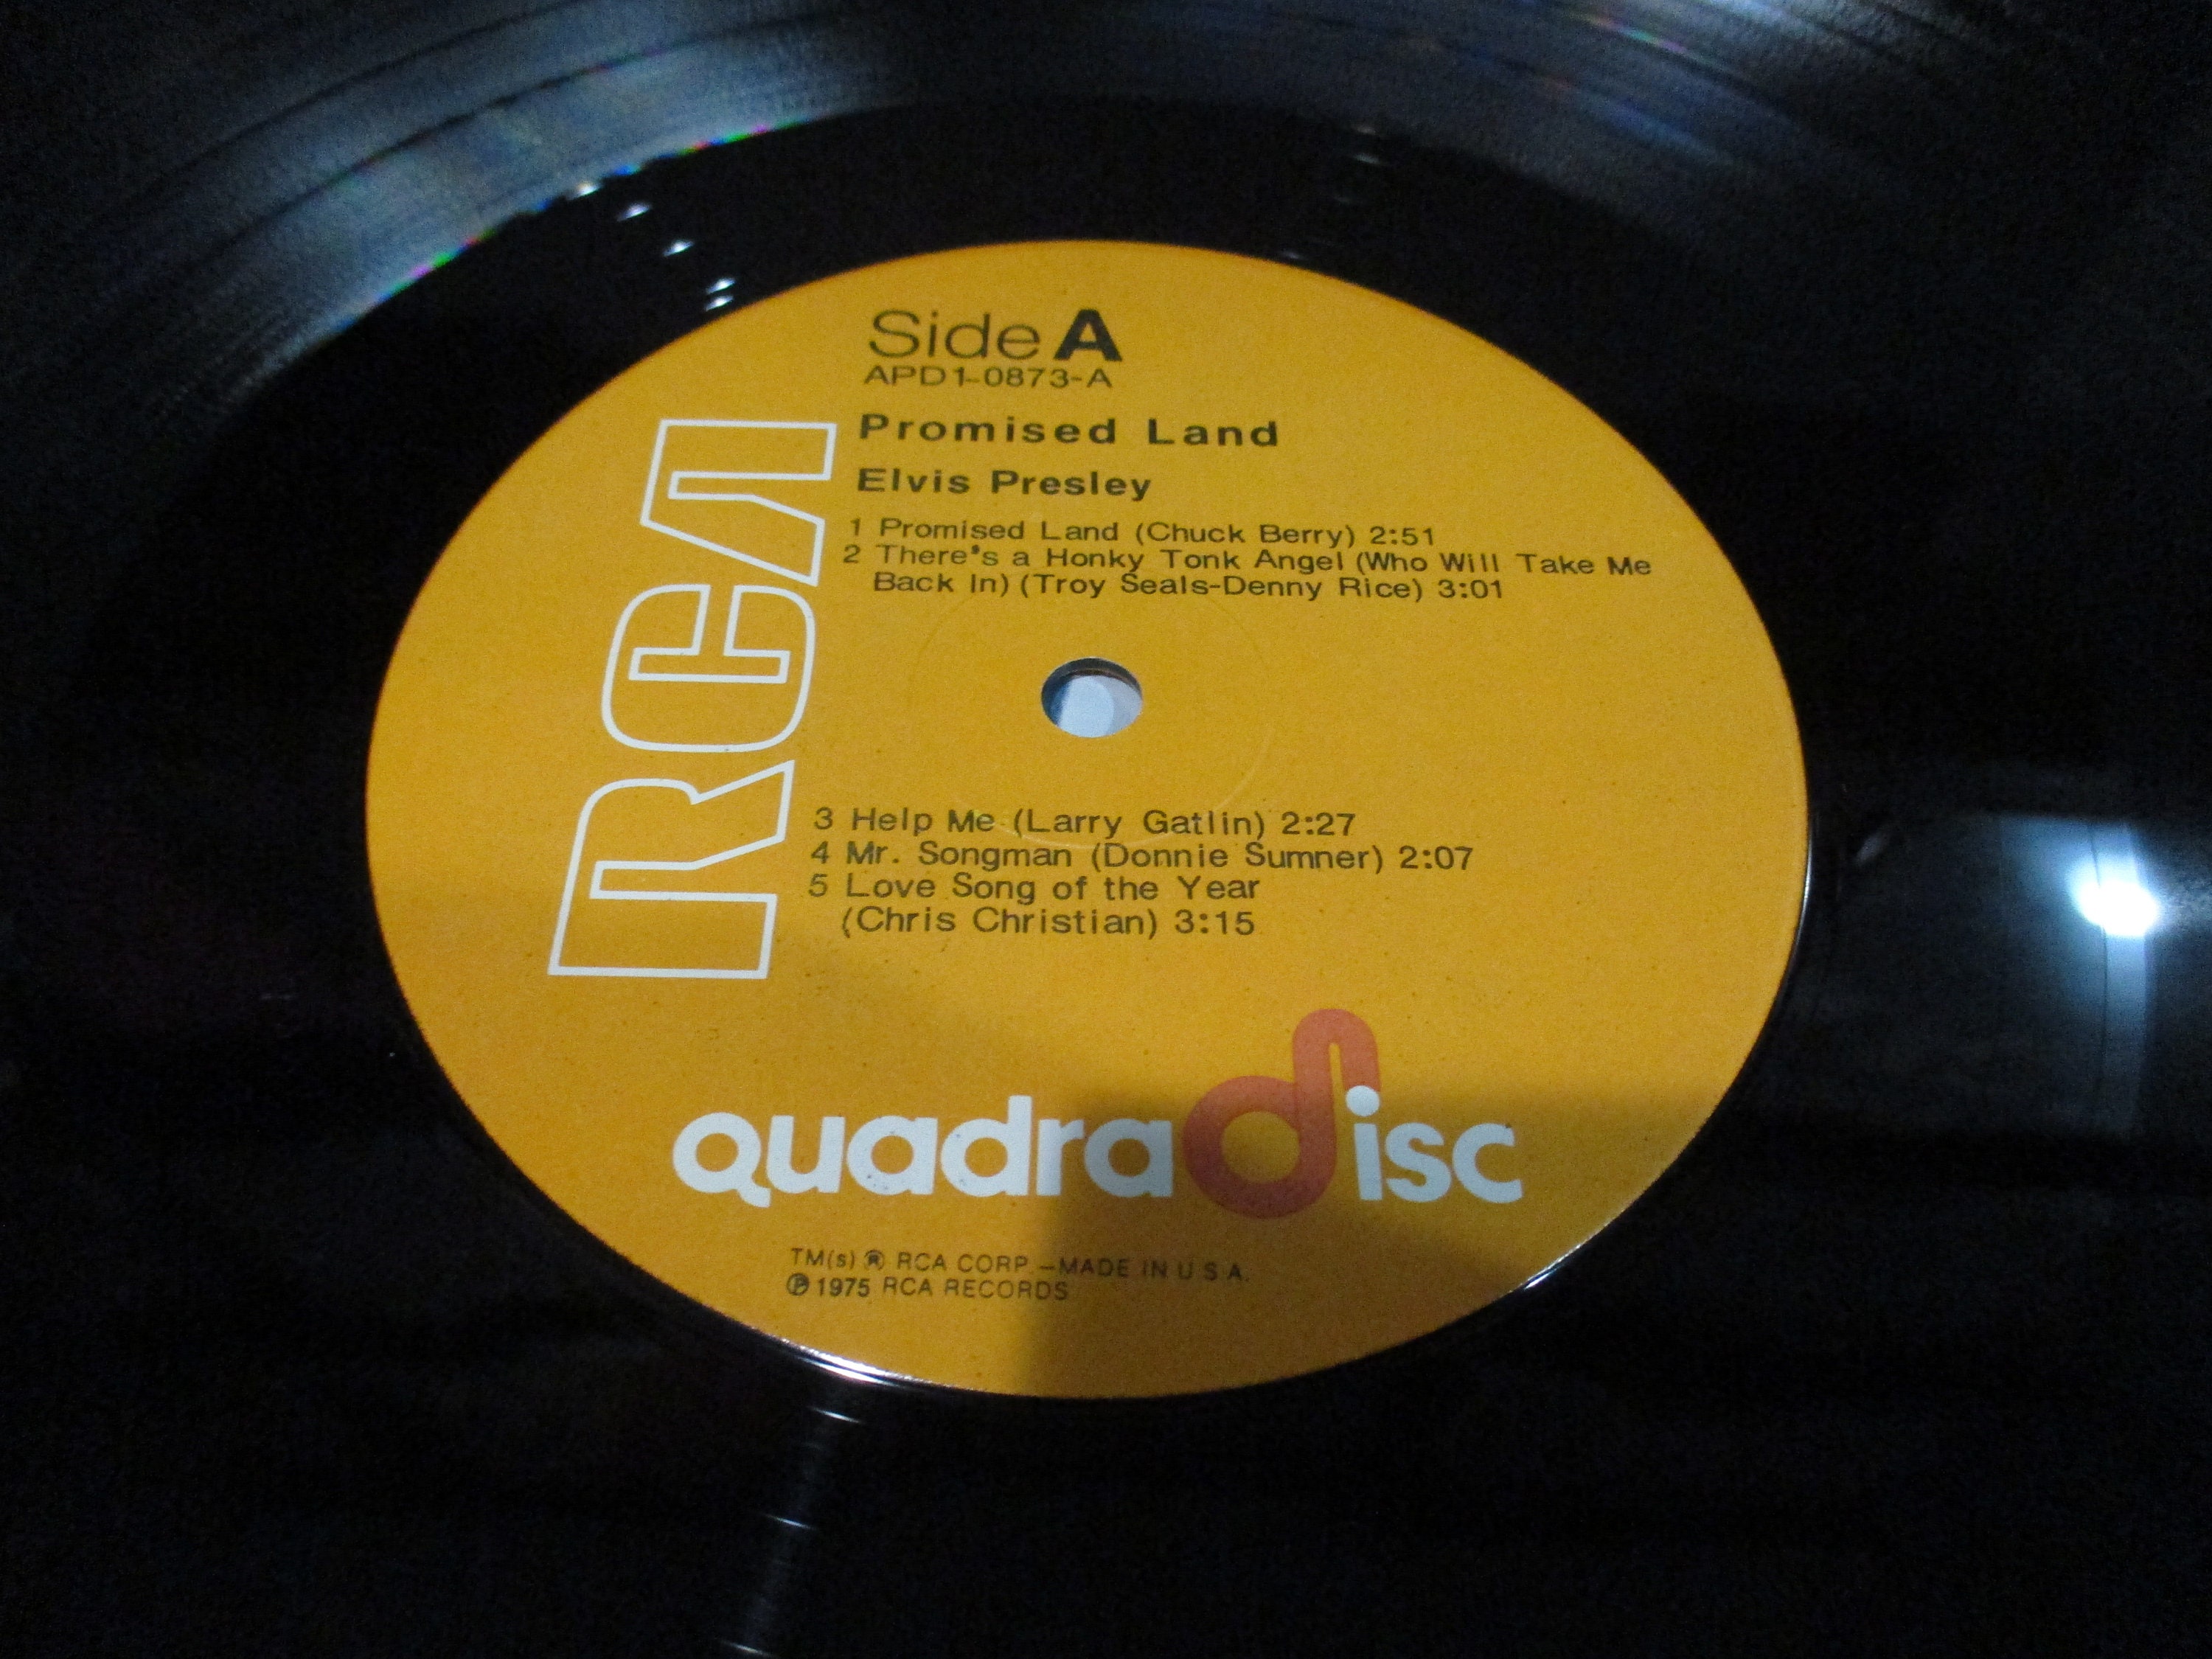 Side A
APD1-0873-A
RCA
Promised Land
Elvis Presley
1 Promised Land (Chuck Berry) 2:51
2 There's a Honky Tonk Angel (Who Will Take Me
Back In) (Troy Seals-Denny Rice) 3:01
3 Help Me (Larry Gatlin) 2:27
4 Mr. Songman (Donnie Sumner) 2:07
5 Love Song of the Year
(Chris Christian) 3:15
quadradisc
TM(s) ® RCA CORP.—MADE IN U.S.A.
℗ 1975 RCA RECORDS